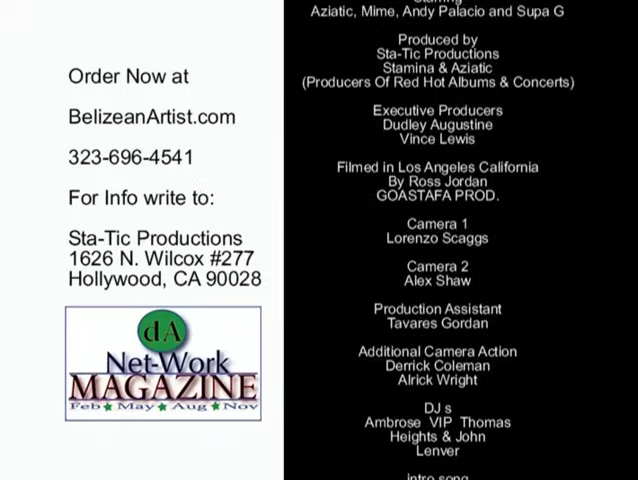 Order Now at
BelizeanArtist.com
323-696-4541
For Info write to:
Sta-Tic Productions
1626 N. Wilcox #277
Hollywood, CA 90028
dA
Net-Work
MAGAZINE
Feb★May★Aug★Nov
Starring
Aziatic, Mime, Andy Palacio and Supa G
Produced by
Sta-Tic Productions
Stamina & Aziatic
(Producers Of Red Hot Albums & Concerts)
Executive Producers
Dudley Augustine
Vince Lewis
Filmed in Los Angeles California
By Ross Jordan
GOASTAFA PROD.
Camera 1
Lorenzo Scaggs
Camera 2
Alex Shaw
Production Assistant
Tavares Gordan
Additional Camera Action
Derrick Coleman
Alrick Wright
DJ s
Ambrose VIP Thomas
Heights & John
Lenver
intro song